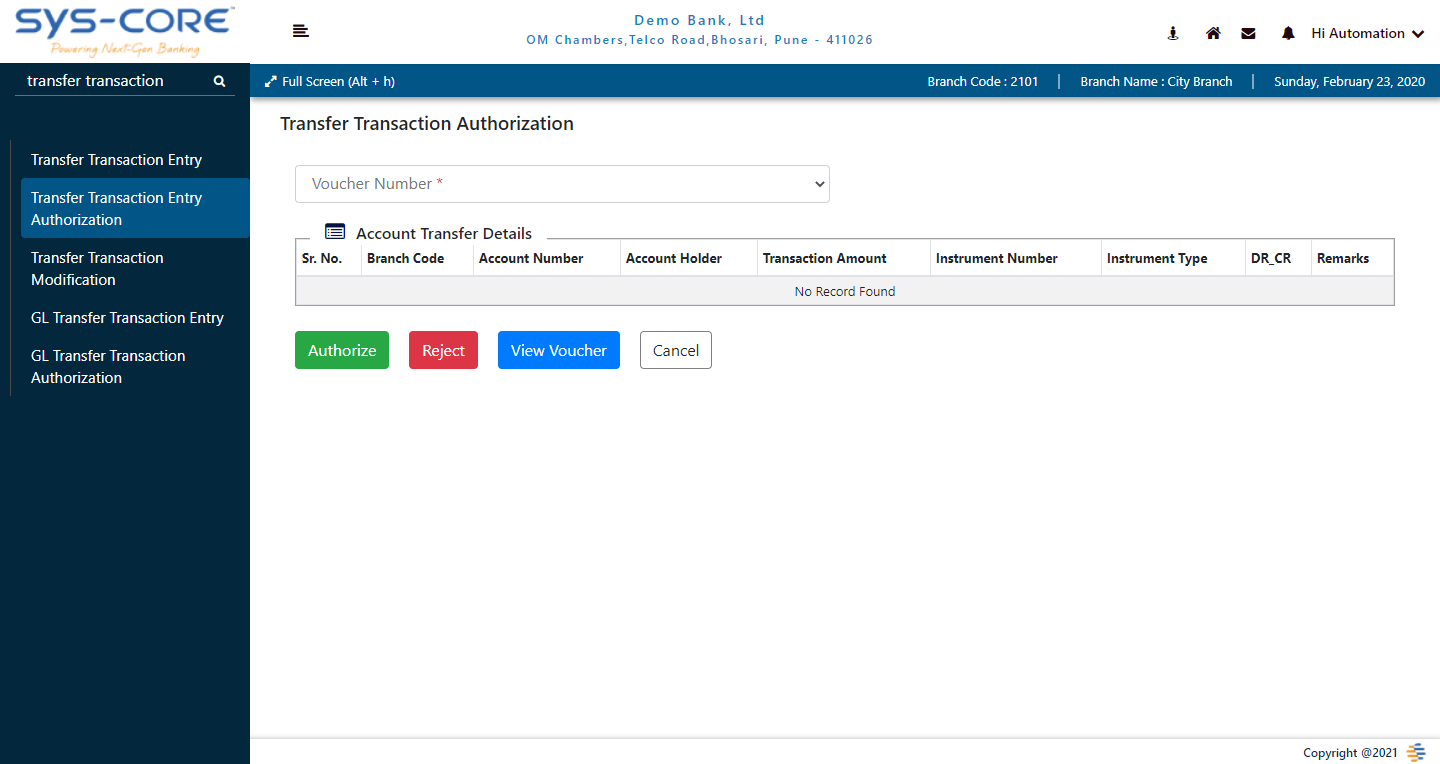 SYS-CORE™
Powering Next-Gen Banking
Demo Bank, Ltd
OM Chambers,Telco Road,Bhosari, Pune - 411026
Hi Automation
transfer transaction
Full Screen (Alt + h)
Branch Code : 2101
Branch Name : City Branch
Sunday, February 23, 2020
Transfer Transaction Entry
Transfer Transaction Entry
Authorization
Transfer Transaction
Modification
GL Transfer Transaction Entry
GL Transfer Transaction
Authorization
Transfer Transaction Authorization
Voucher Number *
Account Transfer Details
Sr. No. Branch Code Account Number Account Holder Transaction Amount Instrument Number Instrument Type DR_CR Remarks
No Record Found
Authorize Reject View Voucher Cancel
Copyright @2021